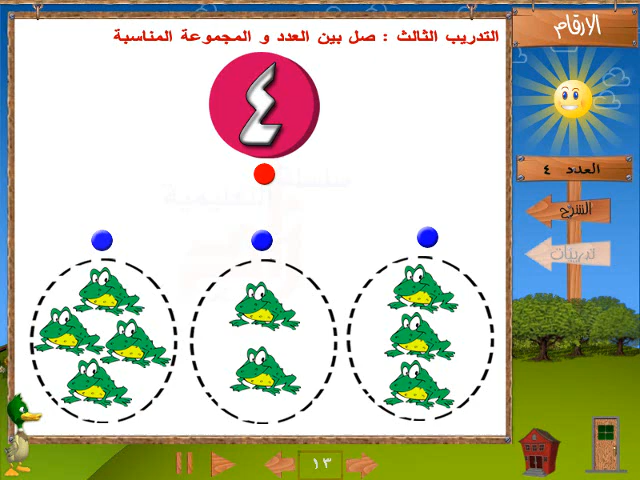 التدريب الثالث : صل بين العدد و المجموعة المناسبة
٤
الارقام
العدد ٤
الشرح
تدريبات
١٣